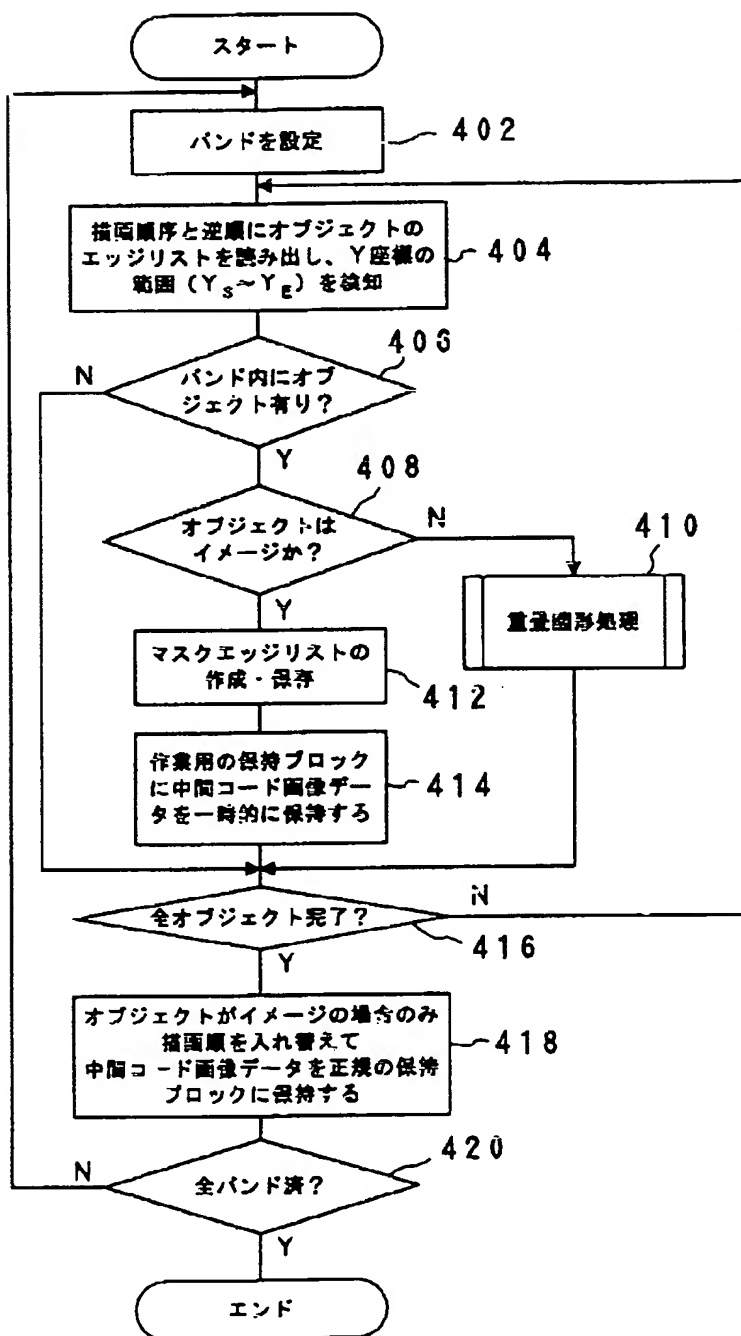 スタート
バンドを設定
402
描画順序と逆順にオブジェクトの
エッジリストを読み出し、Y座標の
範囲(YS~YE)を検知
404
406
N
バンド内にオブ
ジェクト有り?
Y
408
オブジェクトは
イメージか?
N
410
Y
重畳図形処理
マスクエッジリストの
作成・保存
412
作業用の保持ブロック
に中間コード画像デー
タを一時的に保持する
414
全オブジェクト完了?
N
416
Y
オブジェクトがイメージの場合のみ
描画順を入れ替えて
中間コード画像データを正規の保持
ブロックに保持する
418
420
N
全バンド済?
Y
エンド